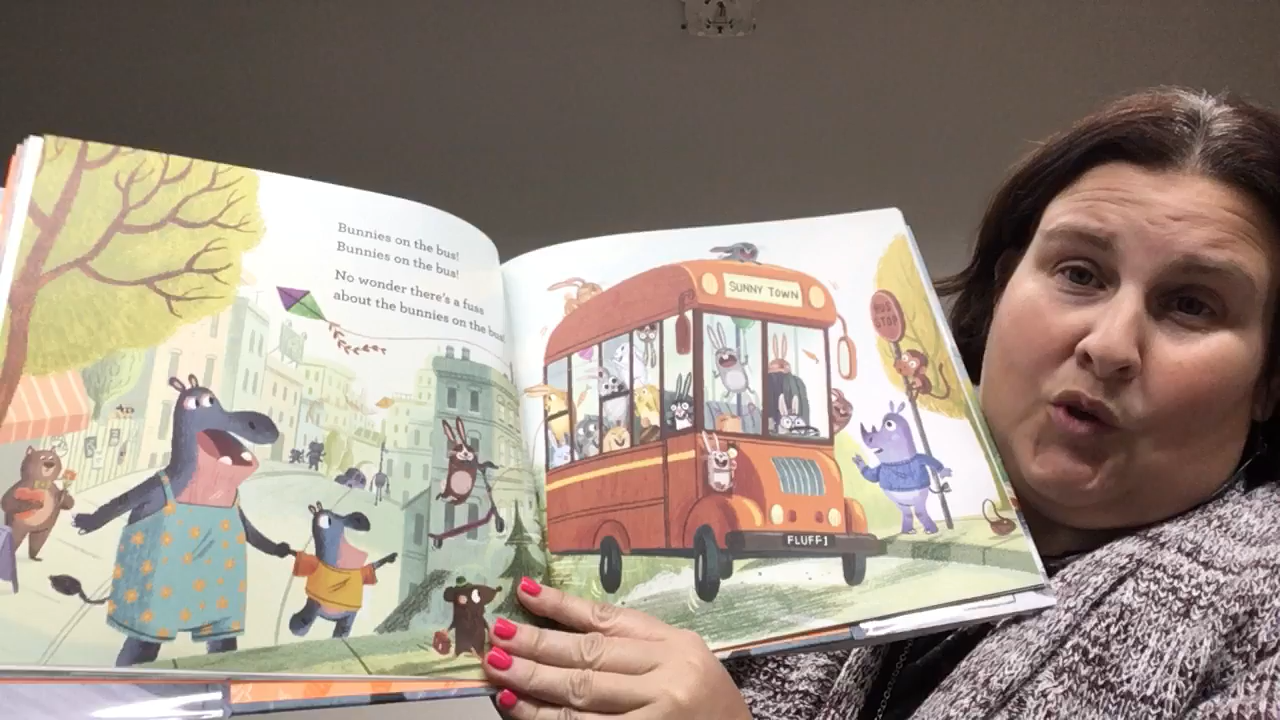 Bunnies on the bus!
Bunnies on the bus!
No wonder there's a fuss
about the bunnies on the bus!
SUNNY TOWN
BUS
STOP
FLUFF1